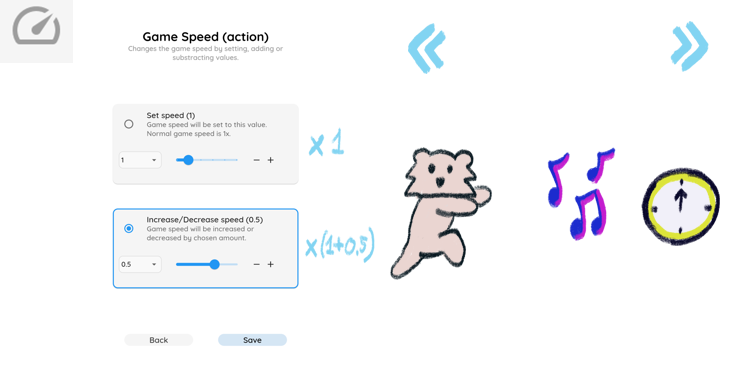 Game Speed (action)
Changes the game speed by setting, adding or
substracting values.
Set speed (1)
Game speed will be set to this value.
Normal game speed is 1x.
1
x 1
Increase/Decrease speed (0.5)
Game speed will be increased or
decreased by chosen amount.
0.5
x(1+0.5)
Back
Save